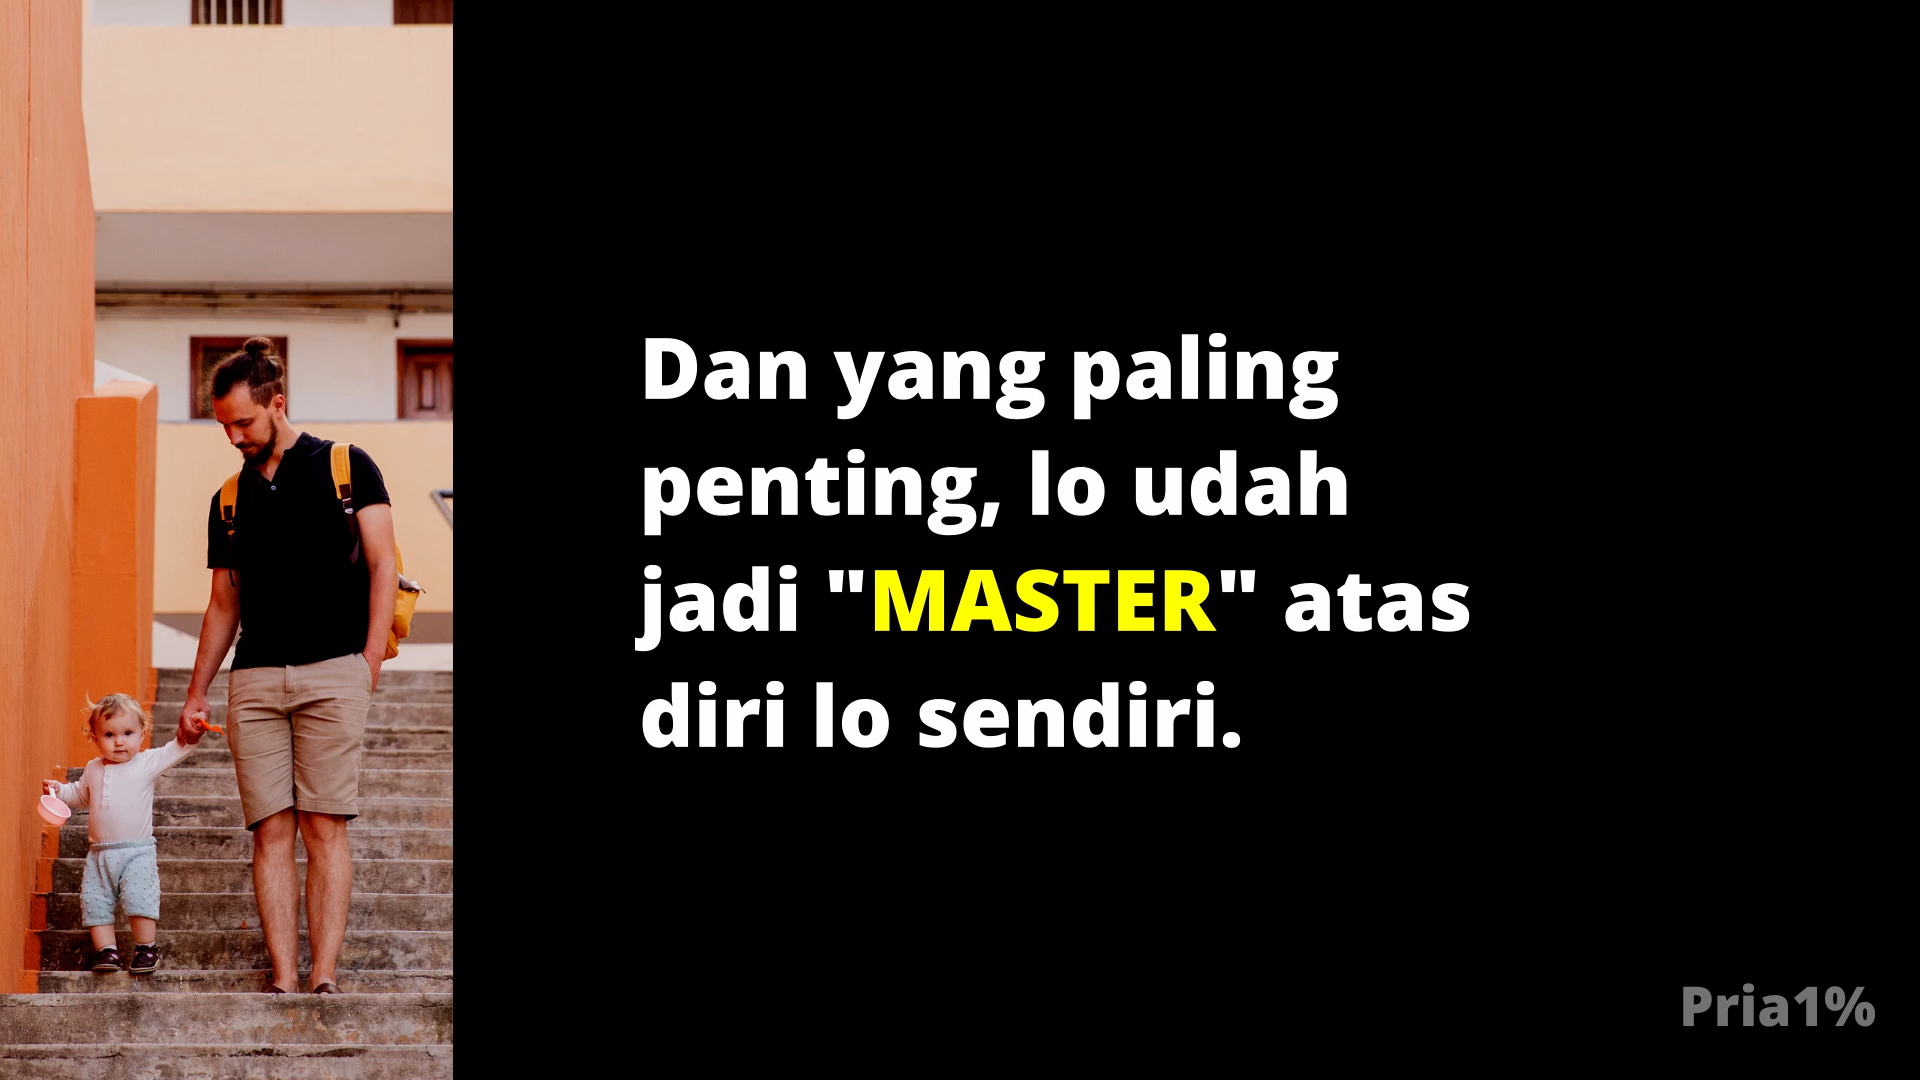 Dan yang paling
penting, lo udah
jadi "MASTER" atas
diri lo sendiri.
Pria1%